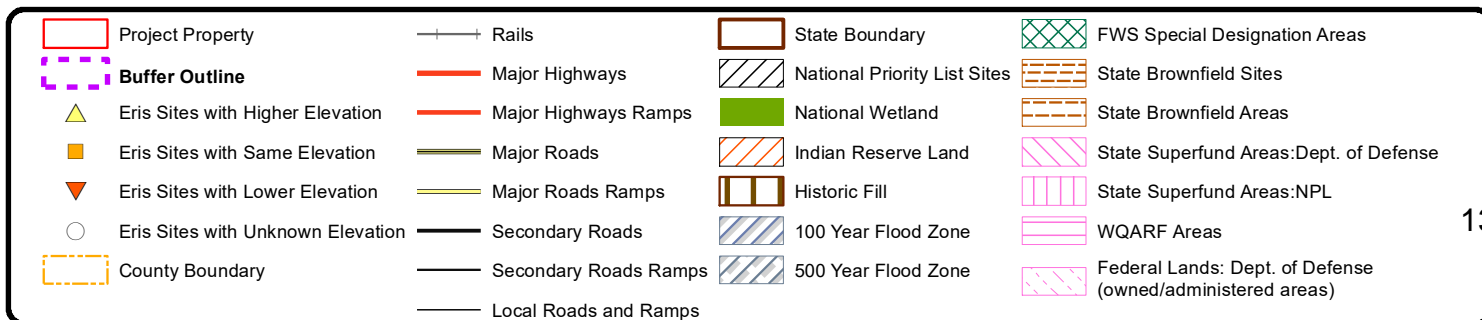 Project Property
Buffer Outline
Eris Sites with Higher Elevation
Eris Sites with Same Elevation
Eris Sites with Lower Elevation
Eris Sites with Unknown Elevation
County Boundary
Rails
Major Highways
Major Highways Ramps
Major Roads
Major Roads Ramps
Secondary Roads
Secondary Roads Ramps
Local Roads and Ramps
State Boundary
National Priority List Sites
National Wetland
Indian Reserve Land
Historic Fill
100 Year Flood Zone
500 Year Flood Zone
FWS Special Designation Areas
State Brownfield Sites
State Brownfield Areas
State Superfund Areas:Dept. of Defense
State Superfund Areas:NPL
WQARF Areas
Federal Lands: Dept. of Defense
(owned/administered areas)